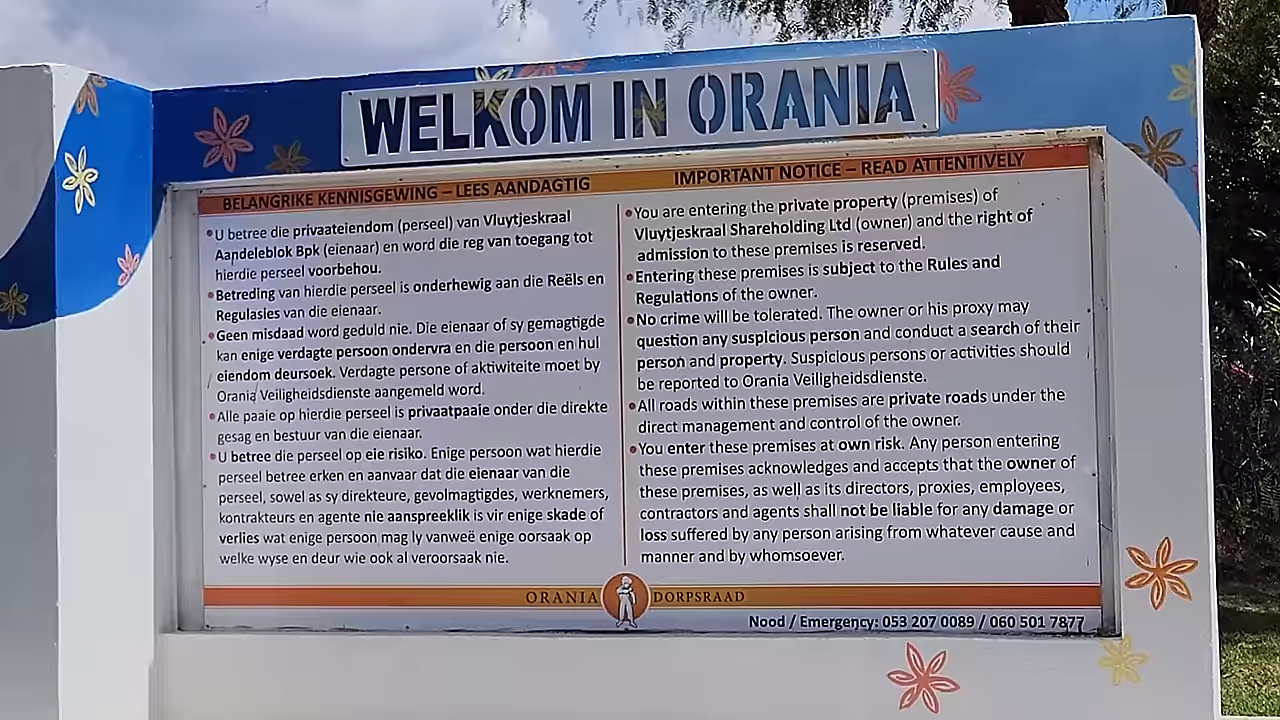 WELKOM IN ORANIA
BELANGRIKE KENNISGEWING – LEES AANDAGTIG
•U betree die privaateiendom (perseel) van Vluytjeskraal
Aandeleblok Bpk (eienaar) en word die reg van toegang tot
hierdie perseel voorbehou.
•Betreding van hierdie perseel is onderhewig aan die Reëls en
Regulasies van die eienaar.
•Geen misdaad word geduld nie. Die eienaar of sy gemagtigde
kan enige verdagte persoon ondervra en die persoon en hul
eiendom deursoek. Verdagte persone of aktiwiteite moet by
Orania Veiligheidsdienste aangemeld word.
•Alle paaie op hierdie perseel is privaatpaaie onder die direkte
gesag en bestuur van die eienaar.
•U betree die perseel op eie risiko. Enige persoon wat hierdie
perseel betree erken en aanvaar dat die eienaar van die
perseel, sowel as sy direkteure, gevolmagtigdes, werknemers,
kontrakteurs en agente nie aanspreeklik is vir enige skade of
verlies wat enige persoon mag ly vanweë enige oorsaak op
welke wyse en deur wie ook al veroorsaak nie.
IMPORTANT NOTICE – READ ATTENTIVELY
•You are entering the private property (premises) of
Vluytjeskraal Shareholding Ltd (owner) and the right of
admission to these premises is reserved.
•Entering these premises is subject to the Rules and
Regulations of the owner.
•No crime will be tolerated. The owner or his proxy may
question any suspicious person and conduct a search of their
person and property. Suspicious persons or activities should
be reported to Orania Veiligheidsdienste.
•All roads within these premises are private roads under the
direct management and control of the owner.
•You enter these premises at own risk. Any person entering
these premises acknowledges and accepts that the owner of
these premises, as well as its directors, proxies, employees,
contractors and agents shall not be liable for any damage or
loss suffered by any person arising from whatever cause and
manner and by whomsoever.
ORANIA DORPSRAAD
Nood / Emergency: 053 207 0089 / 060 501 7877